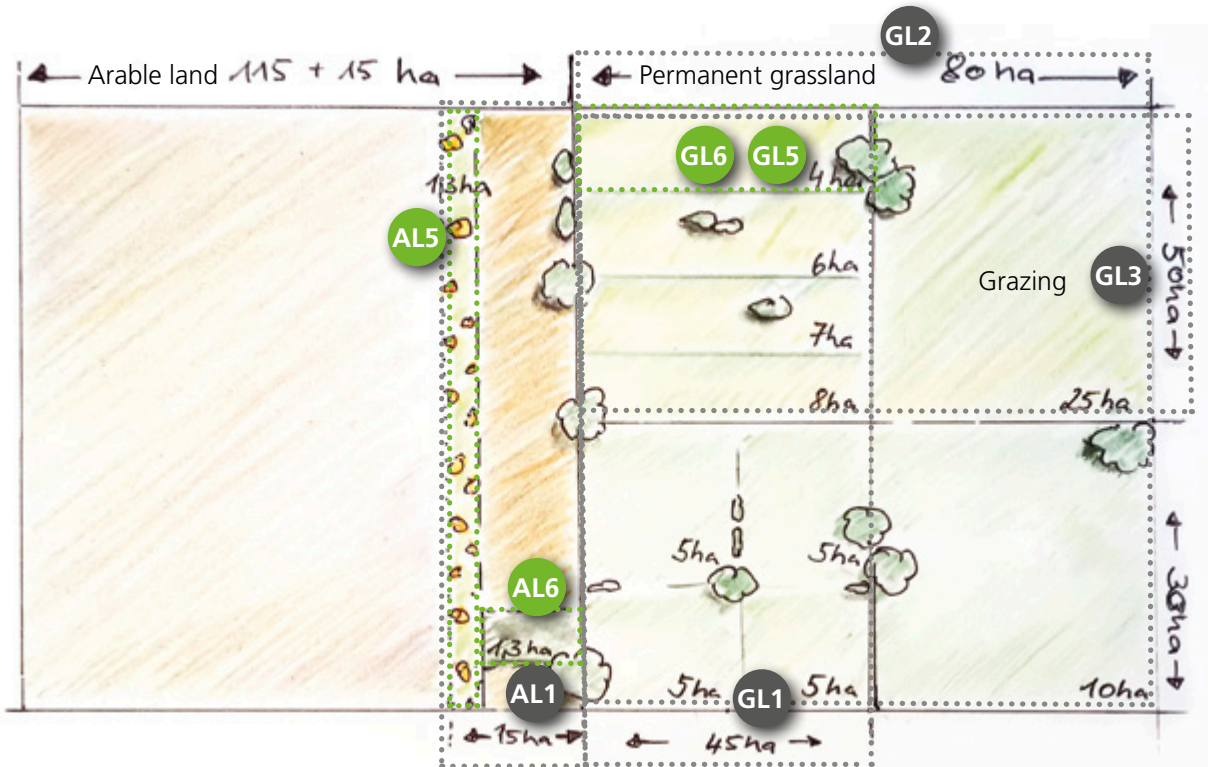 GL2
Arable land 115 + 15 ha
Permanent grassland 80 ha
GL6 GL5
4 ha
1,3 ha
AL5
50 ha
6 ha
Grazing GL3
7 ha
8 ha
25 ha
5 ha
5 ha
AL6
30 ha
1,3 ha
AL1
5 ha
GL1
5 ha
10 ha
15 ha
45 ha